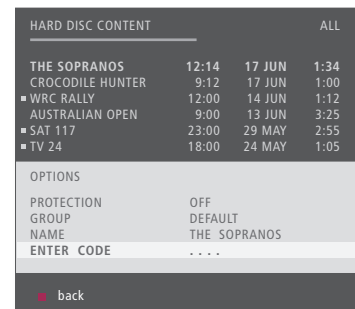 HARD DISC CONTENT ALL
THE SOPRANOS 12:14 17 JUN 1:34
CROCODILE HUNTER 9:12 17 JUN 1:00
WRC RALLY 12:00 14 JUN 1:12
AUSTRALIAN OPEN 9:00 13 JUN 3:25
SAT 117 23:00 29 MAY 2:55
TV 24 18:00 24 MAY 1:05
OPTIONS
PROTECTION OFF
GROUP DEFAULT
NAME THE SOPRANOS
ENTER CODE . . . .
back